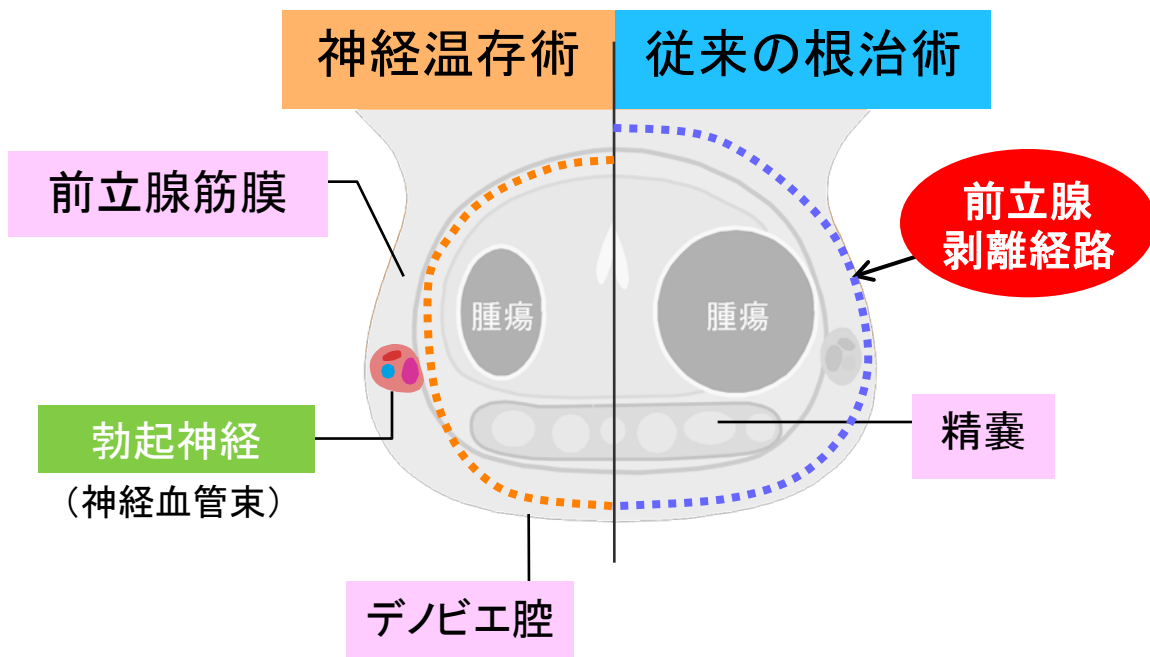 神経温存術
従来の根治術
前立腺筋膜
前立腺
剥離経路
腫瘍
腫瘍
勃起神経
（神経血管束）
精嚢
デノビエ腔